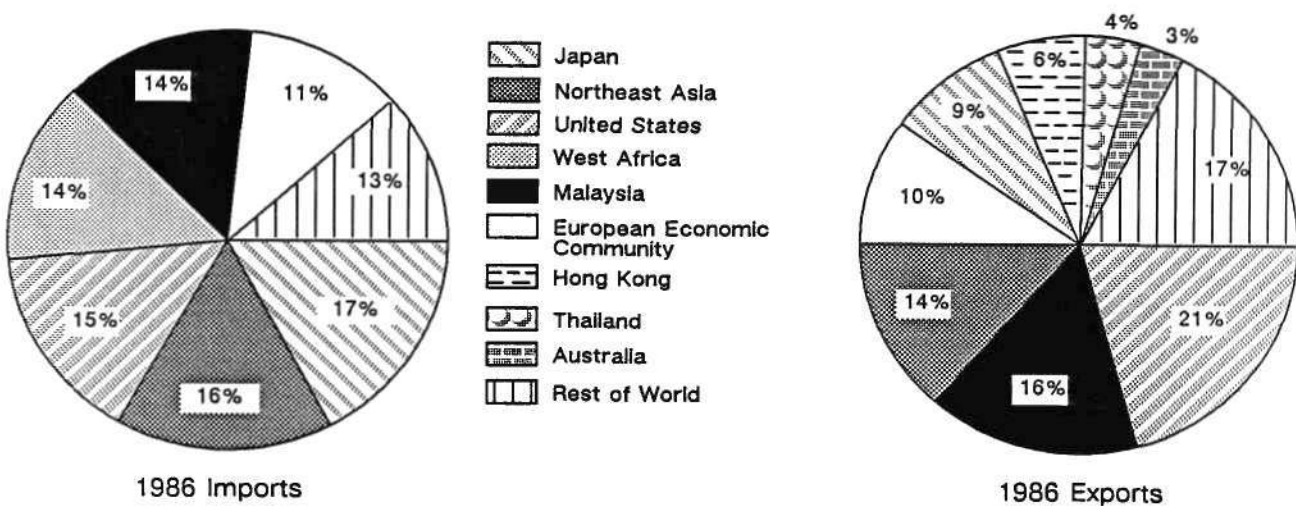 14%
11%
13%
14%
15%
17%
16%
1986 Imports
Japan
Northeast Asia
United States
West Africa
Malaysia
European Economic
Community
Hong Kong
Thailand
Australia
Rest of World
4%
3%
6%
9%
17%
10%
14%
21%
16%
1986 Exports